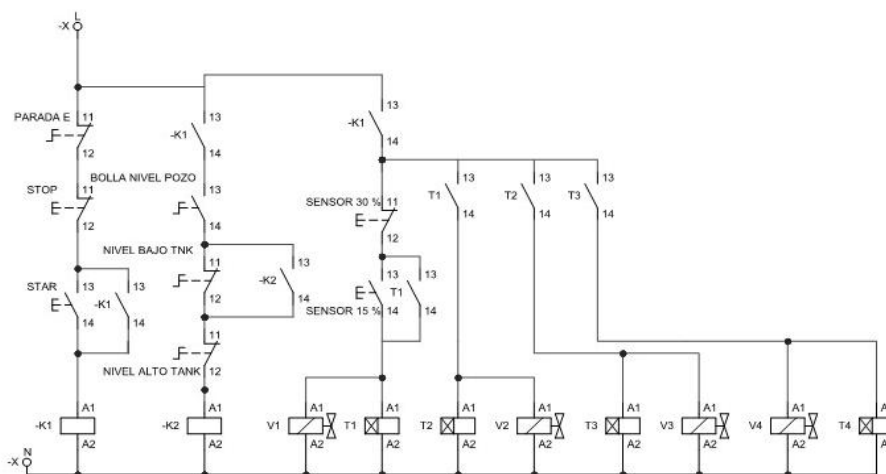 L
-X
13
13
11
PARADA E
12
-K1
14
-K1
14
BOLLA NIVEL POZO
11
STOP
12
13
14
SENSOR 30 %
11
12
13
T1
14
13
T2
14
13
T3
14
NIVEL BAJO TNK
11
12
13
-K2
14
STAR
13
14
13
-K1
14
13
SENSOR 15 %
14
13
T1
14
11
NIVEL ALTO TANK
12
A1
-K1
A2
A1
-K2
A2
A1
V1
A2
A1
T1
A2
A1
T2
A2
A1
V2
A2
A1
T3
A2
A1
V3
A2
A1
V4
A2
T4
N
-X